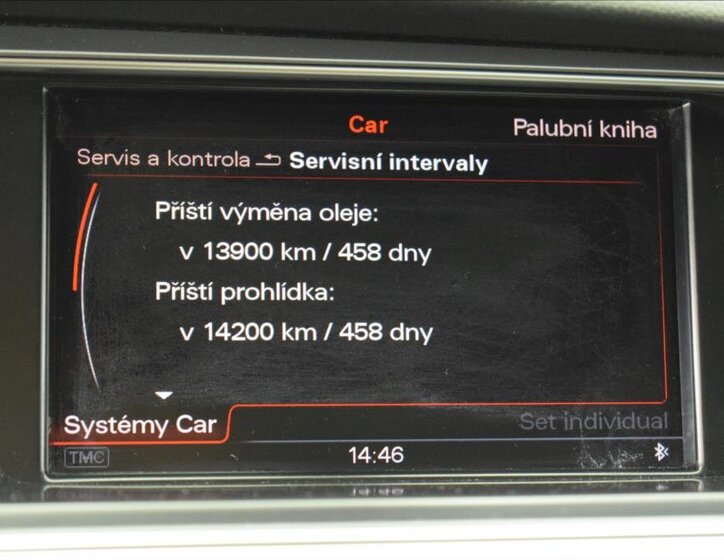 Car
Palubní kniha
Servis a kontrola Servisní intervaly
Příští výměna oleje:
v 13900 km / 458 dny
Příští prohlídka:
v 14200 km / 458 dny
Systémy Car
Set individual
TMC
14:46